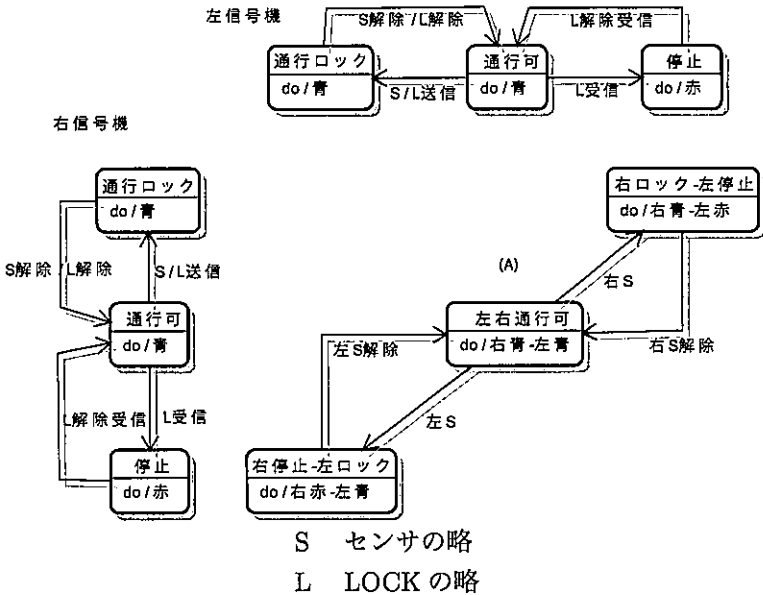 左信号機
S解除 /L解除
L解除受信
通行ロック
do/青
通行可
do/青
停止
do/赤
S/L送信
L受信
右信号機
通行ロック
do/青
S解除 /L解除
S/L送信
通行可
do/青
L解除受信
L受信
停止
do/赤
右ロック-左停止
do/右青-左赤
(A)
右S
左右通行可
do/右青-左青
左S解除
右S解除
左S
右停止-左ロック
do/右赤-左青
S センサの略
L LOCKの略